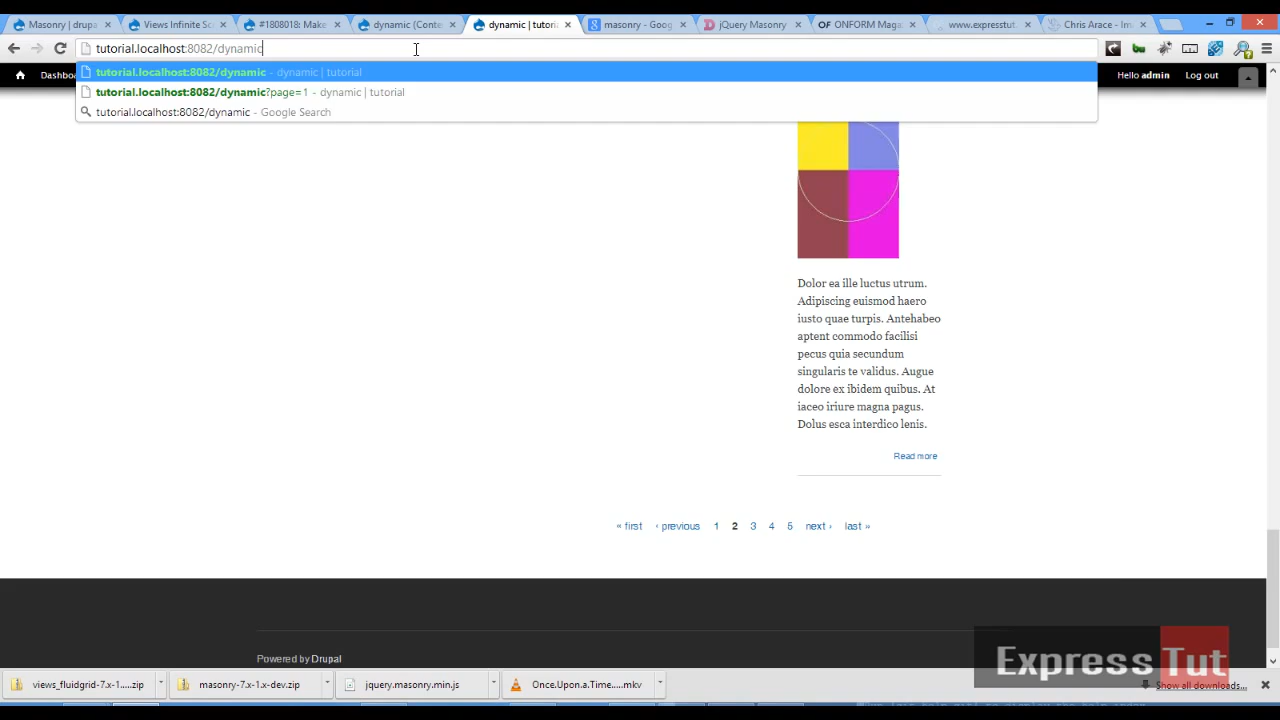 Masonry | drupa
Views Infinite Sc
#1808018: Make
dynamic (Conte
dynamic | tutoria
masonry - Goog
jQuery Masonry
OF ONFORM Maga
www.expresstut.
Chris Arace - Im
tutorial.localhost:8082/dynamic
tutorial.localhost:8082/dynamic - dynamic | tutorial
tutorial.localhost:8082/dynamic?page=1 - dynamic | tutorial
tutorial.localhost:8082/dynamic - Google Search
Dashbo
Hello admin
Log out
Dolor ea ille luctus utrum.
Adipiscing euismod haero
iusto quae turpis. Antehabeo
aptent commodo facilisi
pecus quia secundum
singularis te validus. Augue
dolore ex ibidem quibus. At
iaceo iriure magna pagus.
Dolus esca interdico lenis.
Read more
« first ‹ previous 1 2 3 4 5 next › last »
Powered by Drupal
Express Tut
views_fluidgrid-7.x-1.....zip
masonry-7.x-1.x-dev.zip
jquery.masonry.min.js
Once.Upon.a.Time.....mkv
Show all downloads...